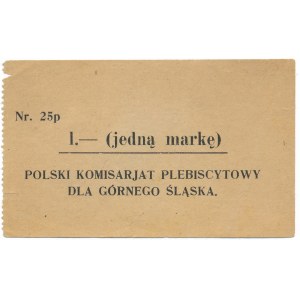 Nr. 25p
1.— (jedną markę)
POLSKI KOMISARJAT PLEBISCYTOWY
DLA GÓRNEGO ŚLĄSKA.